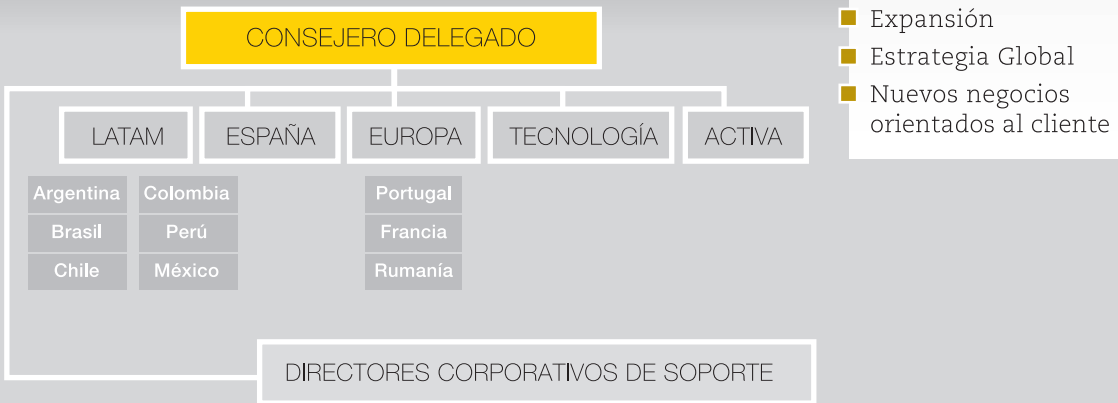 CONSEJERO DELEGADO
LATAM
ESPAÑA
EUROPA
TECNOLOGÍA
ACTIVA
Argentina
Colombia
Portugal
Brasil
Perú
Francia
Chile
México
Rumanía
DIRECTORES CORPORATIVOS DE SOPORTE
Expansión
Estrategia Global
Nuevos negocios
orientados al cliente